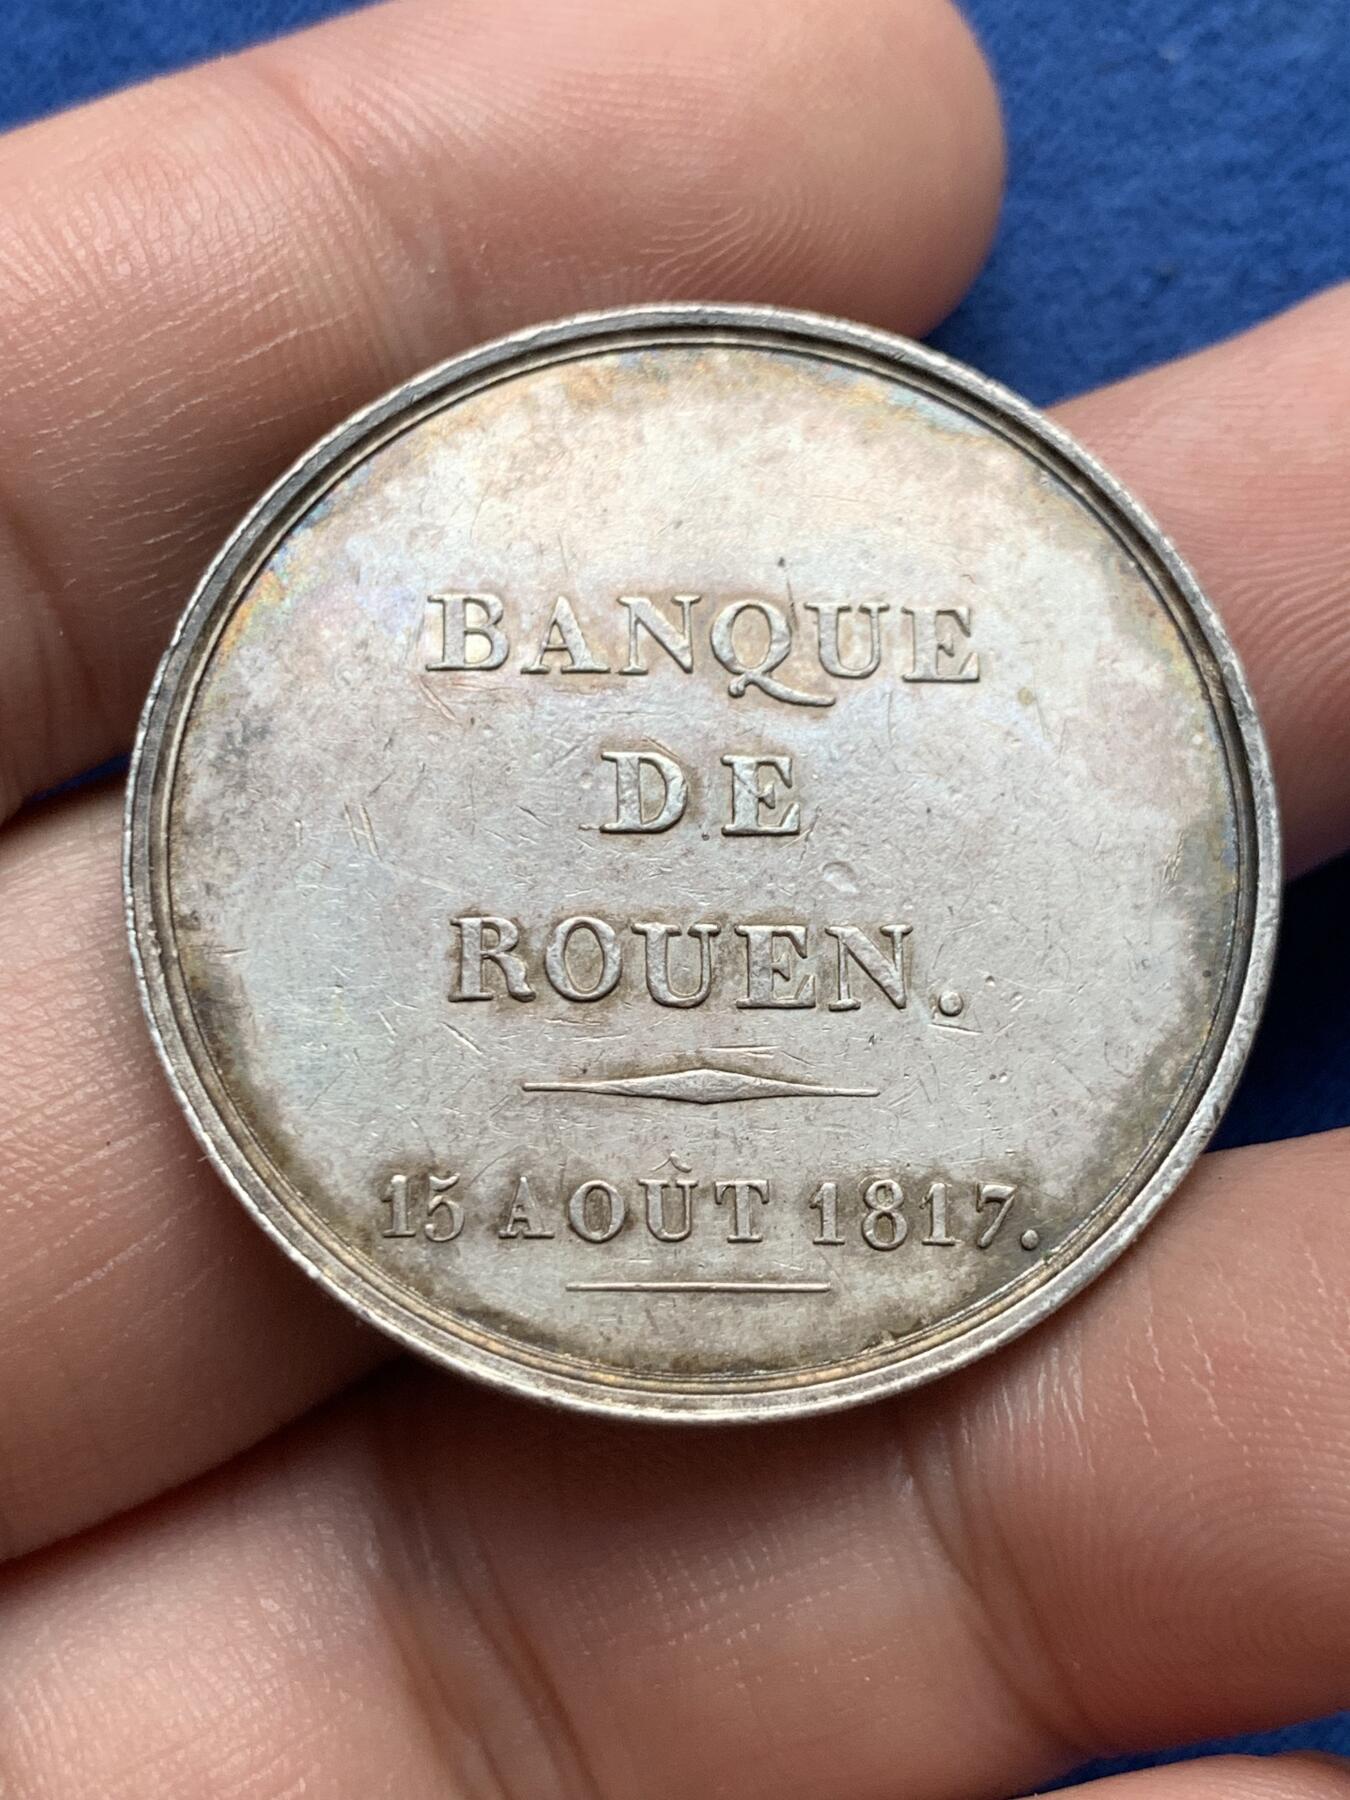 BANQUE
DE
ROUEN.
15 AOÛT 1817.